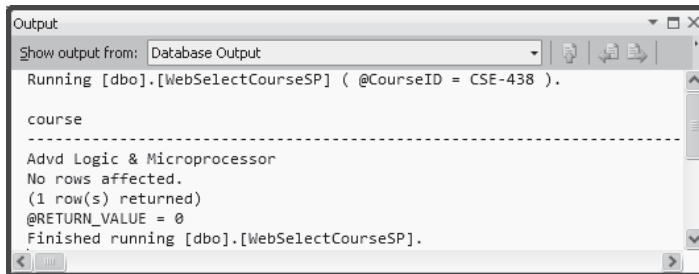 Output
Show output from: Database Output
Running [dbo].[WebSelectCourseSP] ( @CourseID = CSE-438 ).
course
--------------------------------------------------------------------------------
Advd Logic & Microprocessor
No rows affected.
(1 row(s) returned)
@RETURN_VALUE = 0
Finished running [dbo].[WebSelectCourseSP].